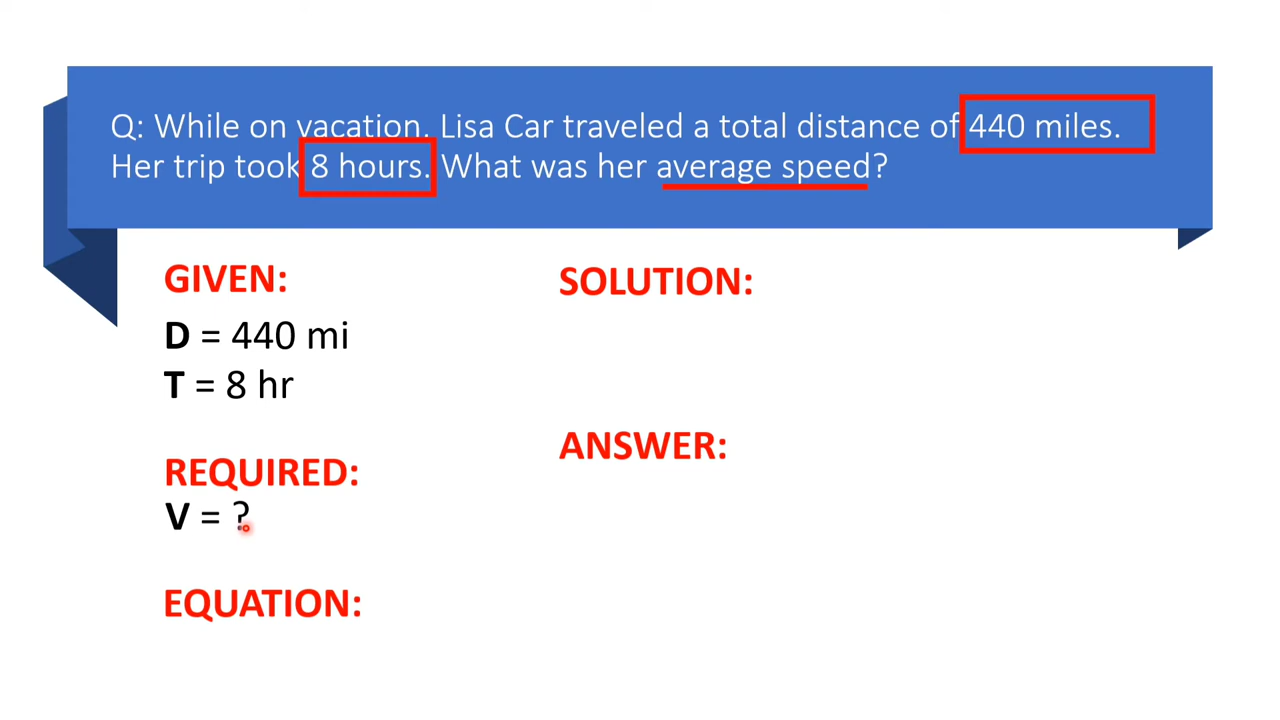 Q: While on vacation, Lisa Car traveled a total distance of 440 miles.
Her trip took 8 hours. What was her average speed?
GIVEN:
D = 440 mi
T = 8 hr
REQUIRED:
V = ?
EQUATION:
SOLUTION:
ANSWER: